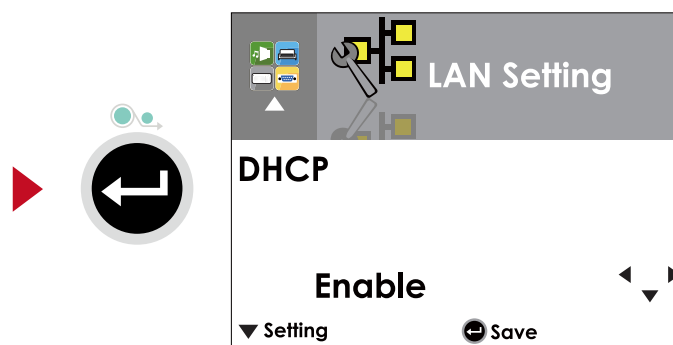 LAN Setting
DHCP
Enable
Setting
Save